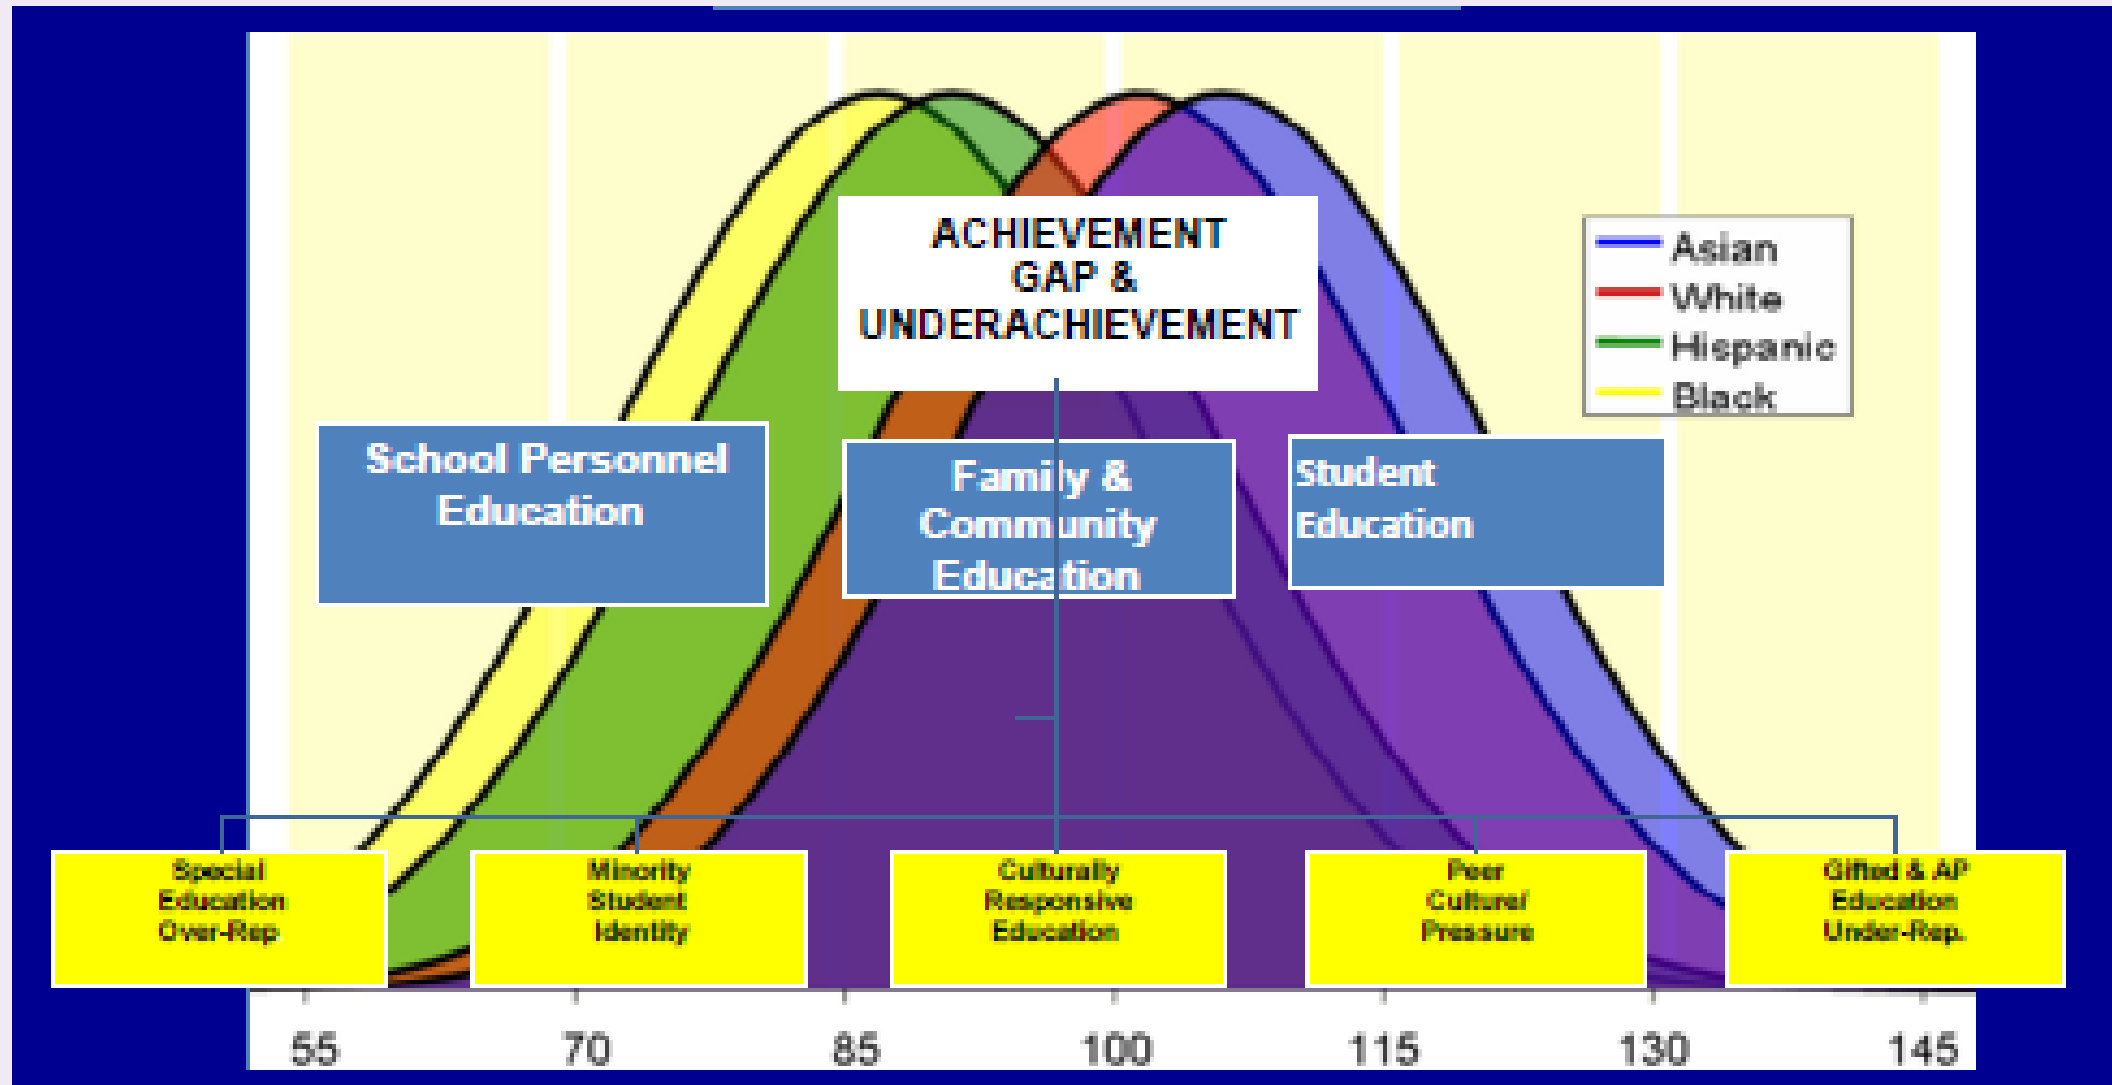 ACHIEVEMENT
GAP &
UNDERACHIEVEMENT
Asian
White
Hispanic
Black
School Personnel
Education
Family &
Community
Education
Student
Education
Special
Education
Over-Rep
Minority
Student
Identity
Culturally
Responsive
Education
Peer
Culture/
Pressure
Gifted & AP
Education
Under-Rep.
55 70 85 100 115 130 145